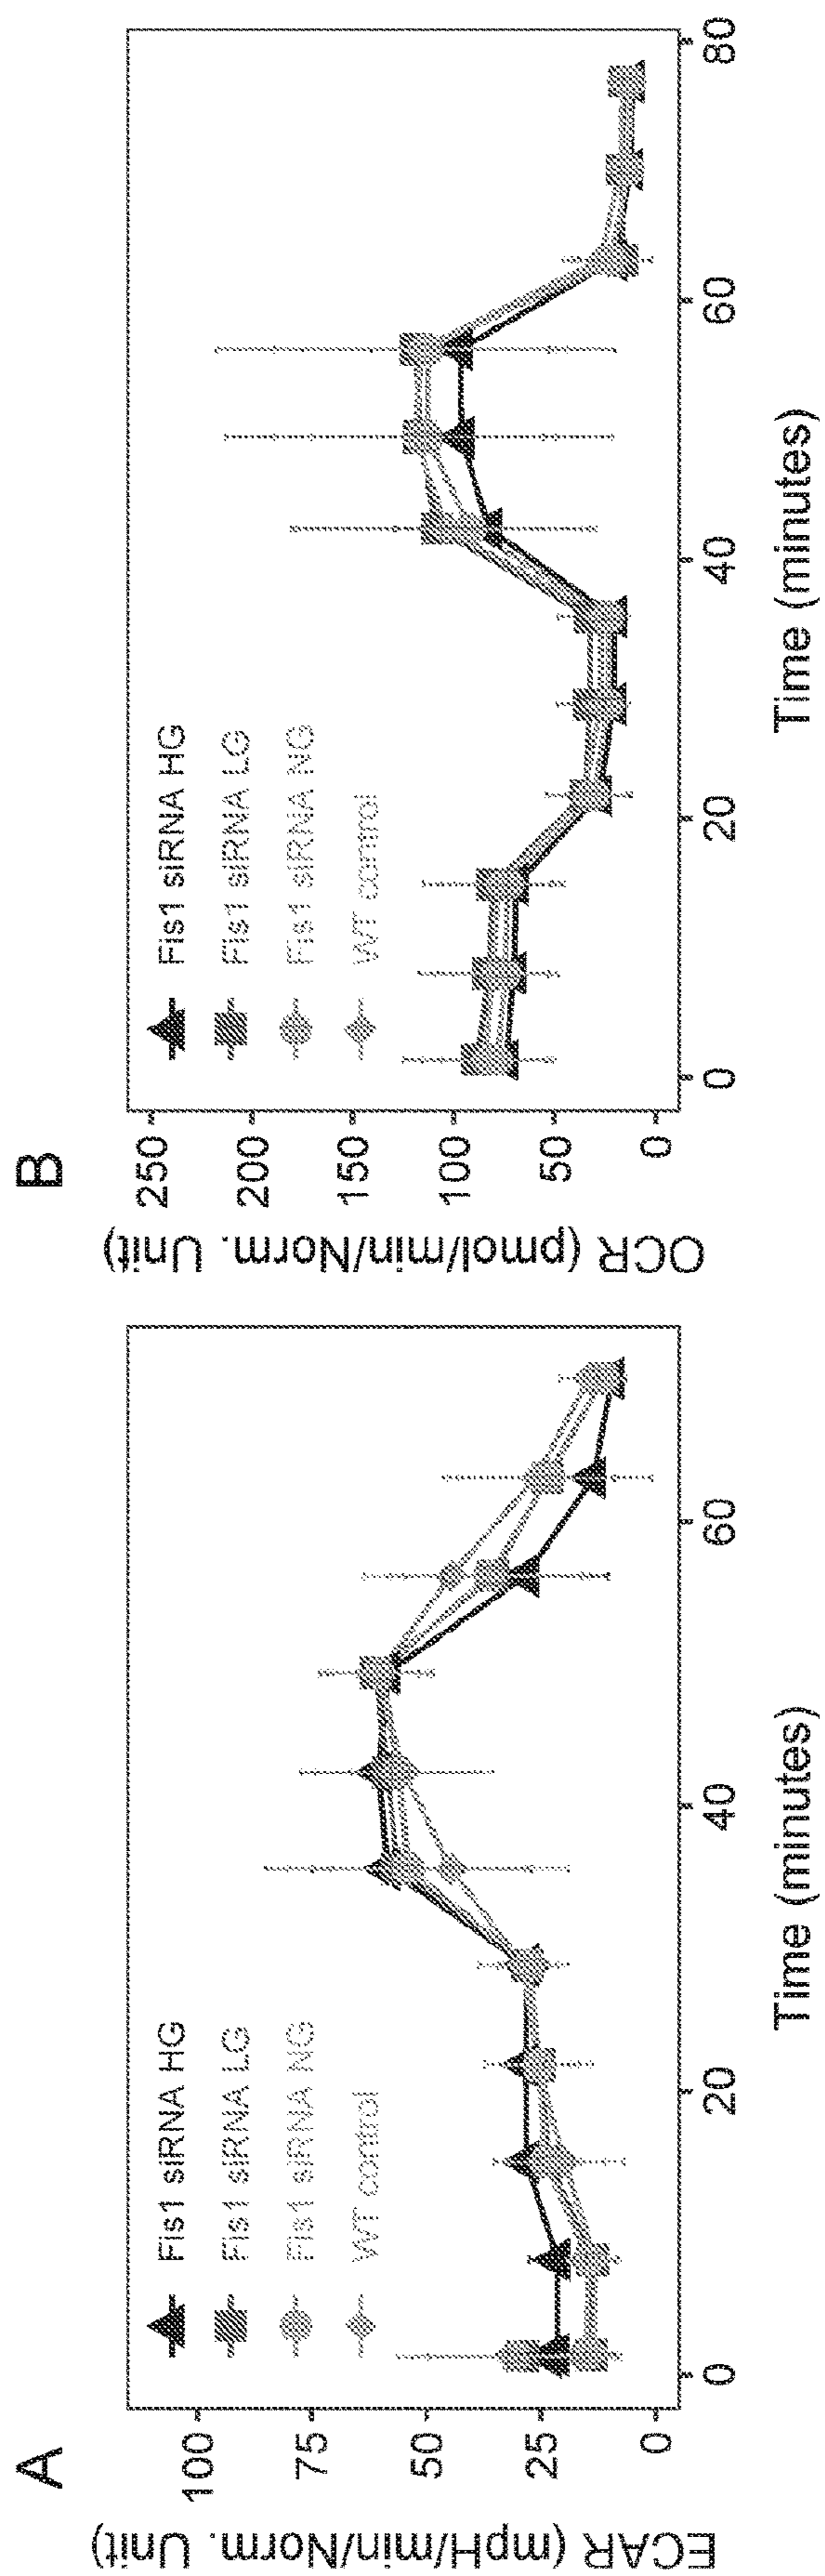 A
ECAR (mpH/min/Norm. Unit)
100
75
50
25
0
Fis1 siRNA HG
Fis1 siRNA LG
Fis1 siRNA NG
WT control
0
20
40
60
Time (minutes)
B
OCR (pmol/min/Norm. Unit)
250
200
150
100
50
0
Fis1 siRNA HG
Fis1 siRNA LG
Fis1 siRNA NG
WT control
0
20
40
60
80
Time (minutes)